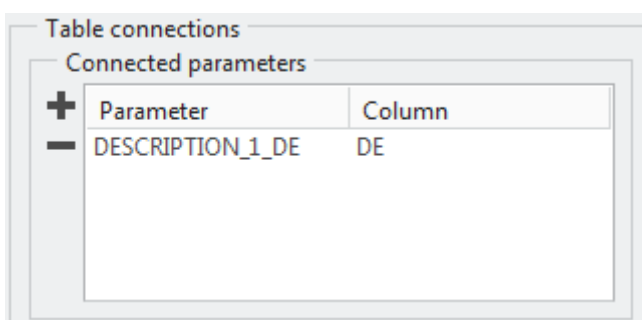 Table connections
Connected parameters
Parameter Column
DESCRIPTION_1_DE DE